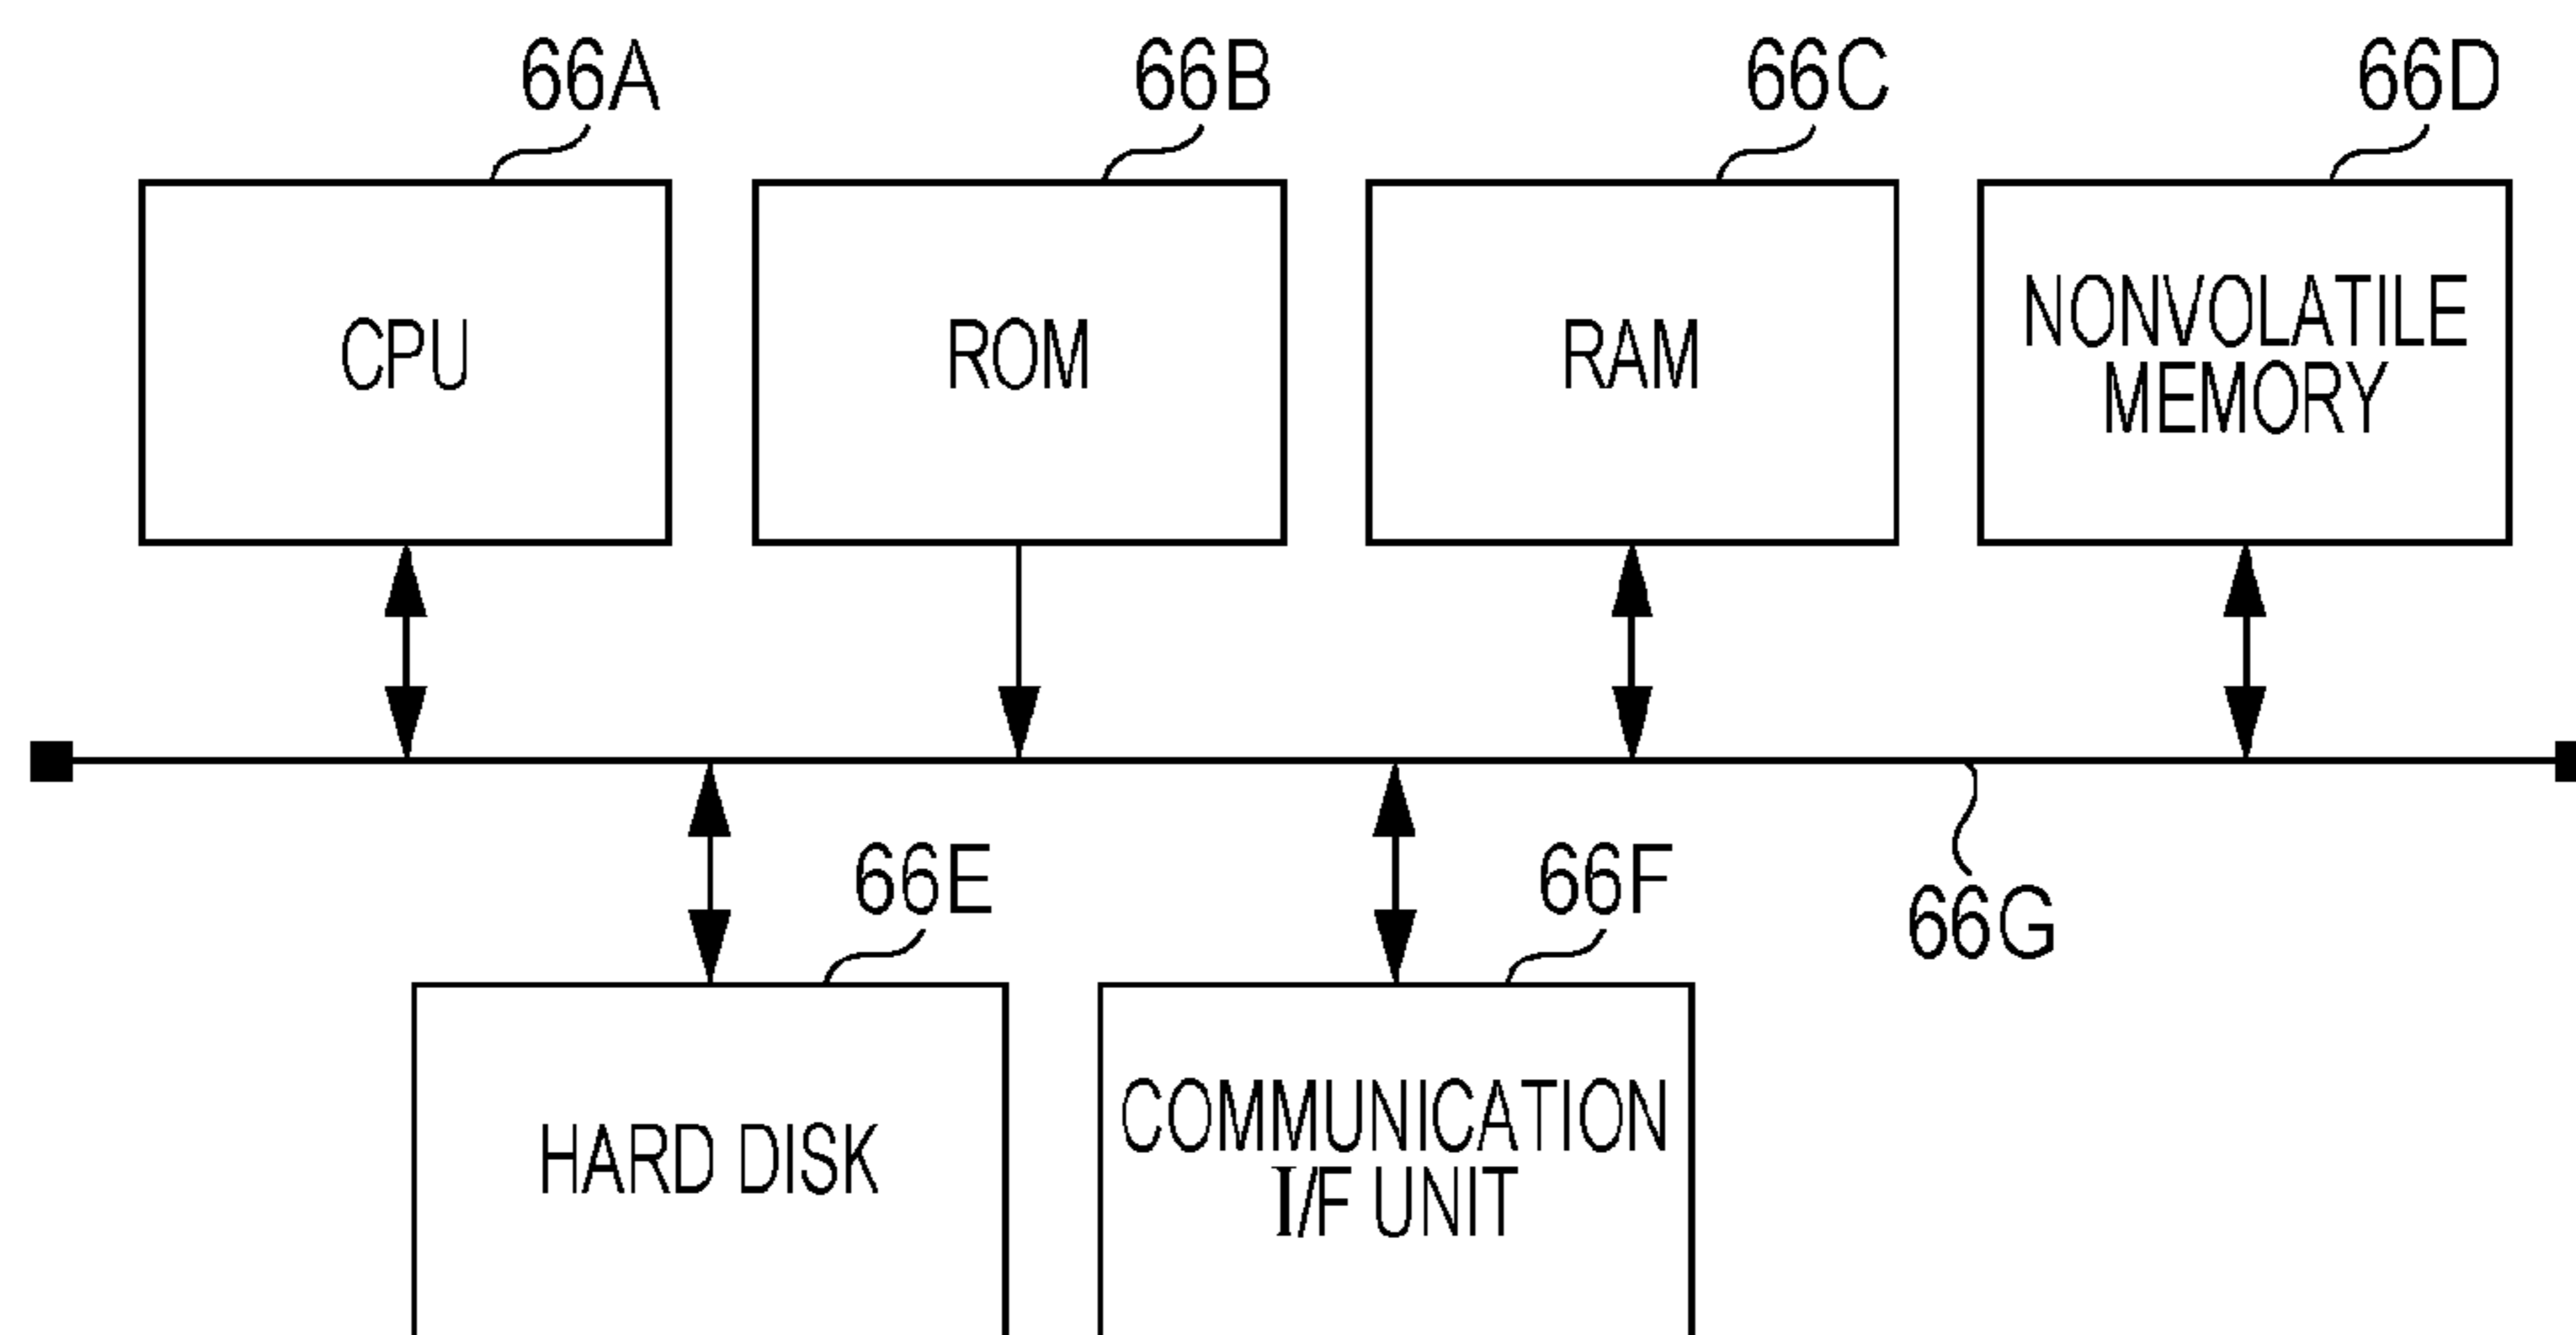 66A
66B
66C
66D
CPU
ROM
RAM
NONVOLATILE
MEMORY
66E
66F
66G
HARD DISK
COMMUNICATION
I/F UNIT